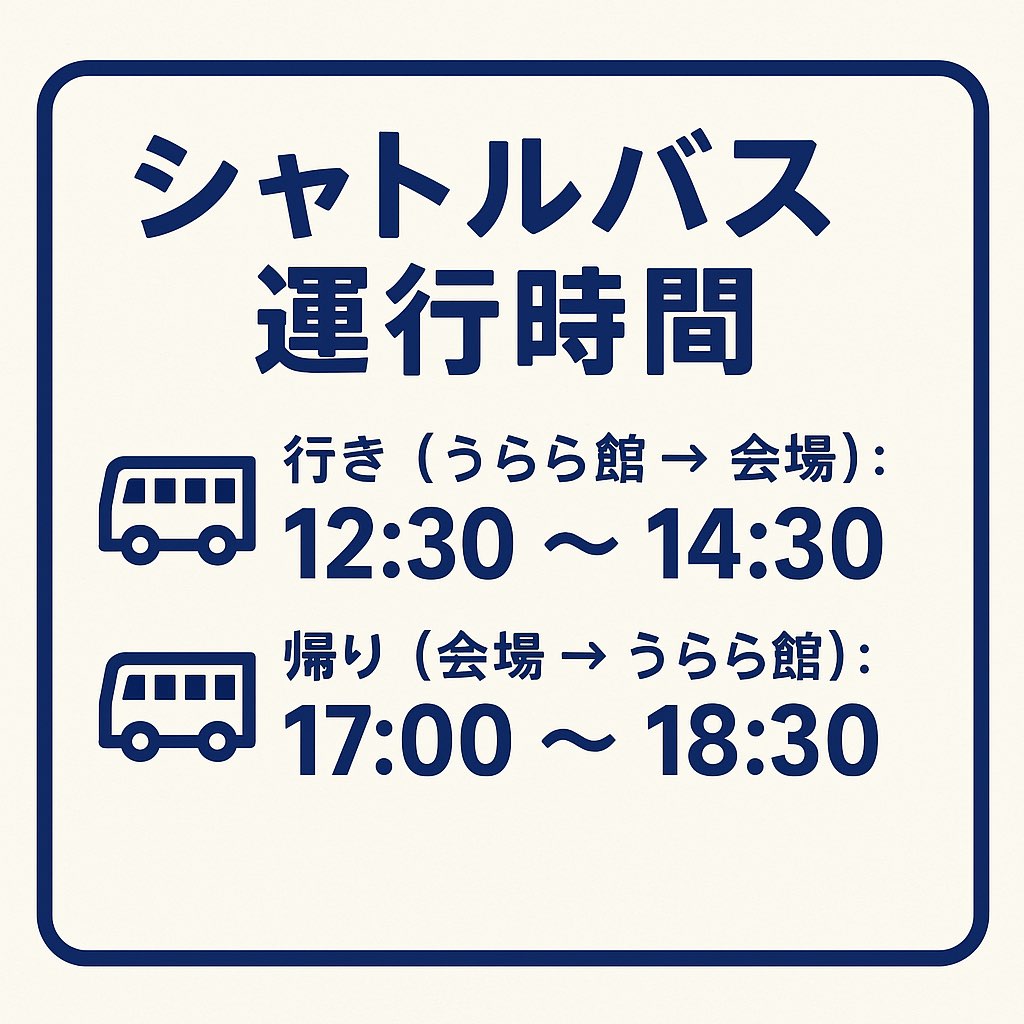 シャトルバス
運行時間
行き（うらら館 → 会場）：
12:30 〜 14:30
帰り（会場 → うらら館）：
17:00 〜 18:30